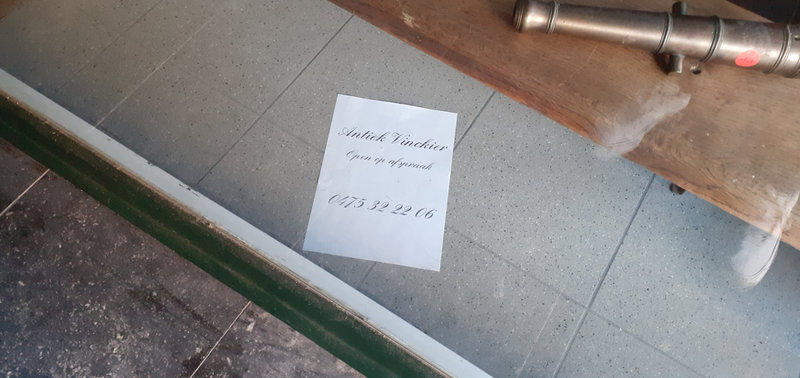 Antiek Vinckier
Open op afspraak
0475 32 22 06